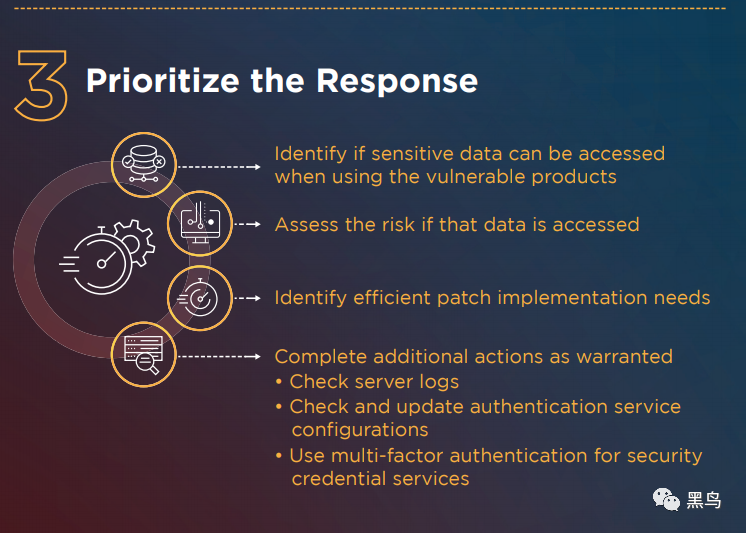 3
Prioritize the Response
Identify if sensitive data can be accessed
when using the vulnerable products
Assess the risk if that data is accessed
Identify efficient patch implementation needs
Complete additional actions as warranted
• Check server logs
• Check and update authentication service
configurations
• Use multi-factor authentication for security
credential services
黑鸟